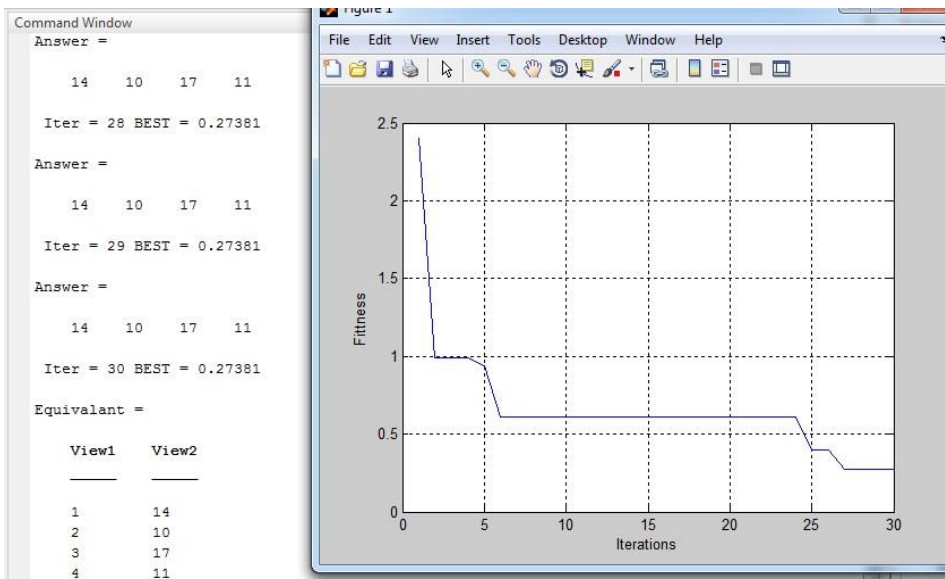 Command Window
Answer =
14 10 17 11
Iter = 28 BEST = 0.27381
Answer =
14 10 17 11
Iter = 29 BEST = 0.27381
Answer =
14 10 17 11
Iter = 30 BEST = 0.27381
Equivalant =
View1 View2
1 14
2 10
3 17
4 11
Figure 1
File Edit View Insert Tools Desktop Window Help
2.5
2
1.5
1
0.5
0
Fittness
0 5 10 15 20 25 30
Iterations